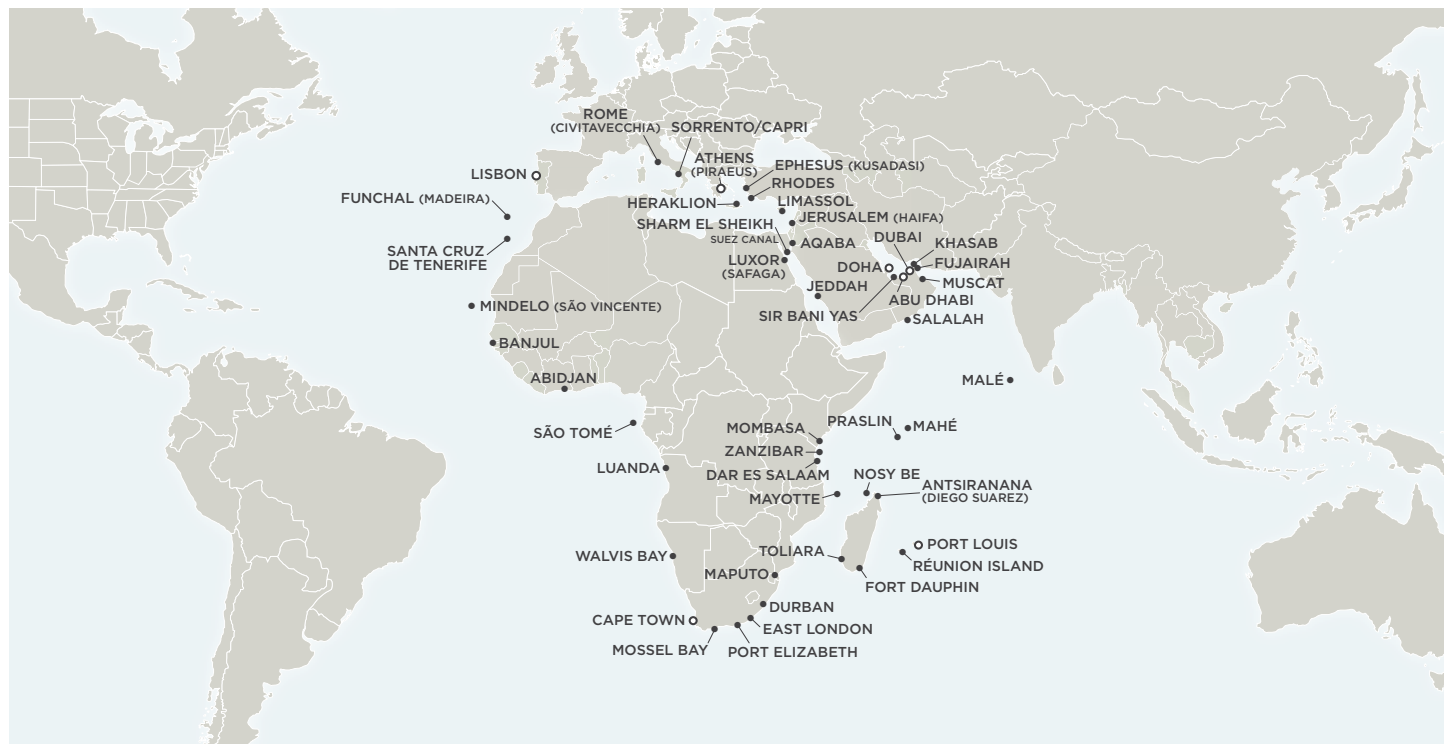 ROME
(CIVITAVECCHIA)
SORRENTO/CAPRI
ATHENS
(PIRAEUS)
EPHESUS (KUSADASI)
LISBON
RHODES
FUNCHAL (MADEIRA)
HERAKLION
LIMASSOL
JERUSALEM (HAIFA)
SHARM EL SHEIKH
SUEZ CANAL
AQABA
DUBAI
KHASAB
SANTA CRUZ
DE TENERIFE
LUXOR
(SAFAGA)
DOHA
FUJAIRAH
MUSCAT
JEDDAH
ABU DHABI
MINDELO (SÃO VINCENTE)
SIR BANI YAS
SALALAH
BANJUL
ABIDJAN
MALÉ
PRASLIN
MAHÉ
SÃO TOMÉ
MOMBASA
ZANZIBAR
LUANDA
DAR ES SALAAM
NOSY BE
ANTSIRANANA
(DIEGO SUAREZ)
MAYOTTE
WALVIS BAY
TOLIARA
PORT LOUIS
RÉUNION ISLAND
MAPUTO
FORT DAUPHIN
DURBAN
CAPE TOWN
EAST LONDON
MOSSEL BAY
PORT ELIZABETH